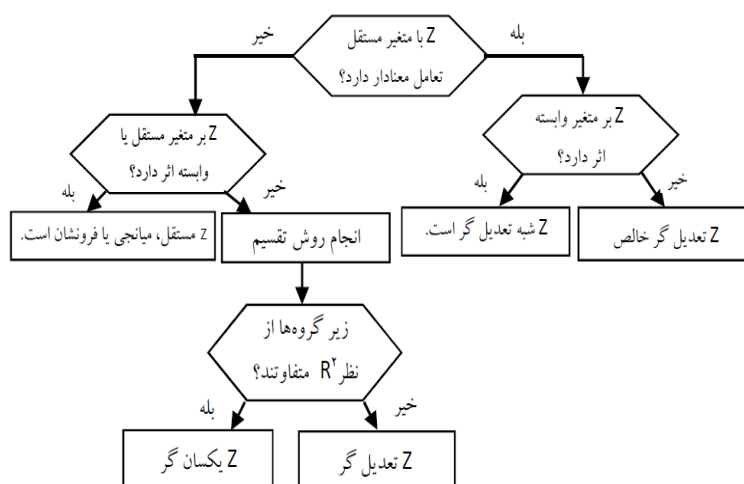 Z با متغیر مستقل
تعامل معنادار دارد؟
بله
خیر
Z بر متغیر وابسته
اثر دارد؟
Z بر متغیر مستقل یا
وابسته اثر دارد؟
خیر
بله
خیر
بله
Z تعدیل گر خالص
Z شبه تعدیل گر است.
انجام روش تقسیم
z مستقل، میانجی یا فرونشان است.
زیر گروه‌ها از
نظر R۲ متفاوتند؟
خیر
بله
Z تعدیل گر
Z یکسان گر